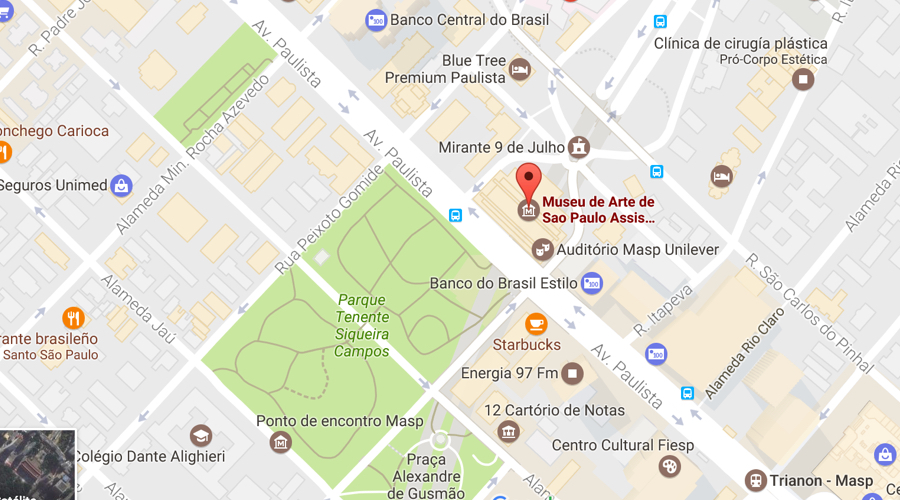 Banco Central do Brasil
Av. Paulista
R. Padre Jo
Clínica de cirugía plástica
Pró-Corpo Estética
Blue Tree
Premium Paulista
Alameda Min. Rocha Azevedo
onchego Carioca
Av. Paulista
Mirante 9 de Julho
Seguros Unimed
Alameda Rio
Museu de Arte de
Sao Paulo Assis...
Rua Peixoto Gomide
Auditório Masp Unilever
Banco do Brasil Estilo
R. São Carlos do Pinhal
Alameda Jaú
Parque
Tenente
Siqueira
Campos
R. Itapeva
rante brasileño
Santo São Paulo
Starbucks
Alameda Rio Claro
Av. Paulista
Energia 97 Fm
12 Cartório de Notas
Ponto de encontro Masp
Colégio Dante Alighieri
Centro Cultural Fiesp
Praça
Alexandre
de Gusmão
Trianon - Masp